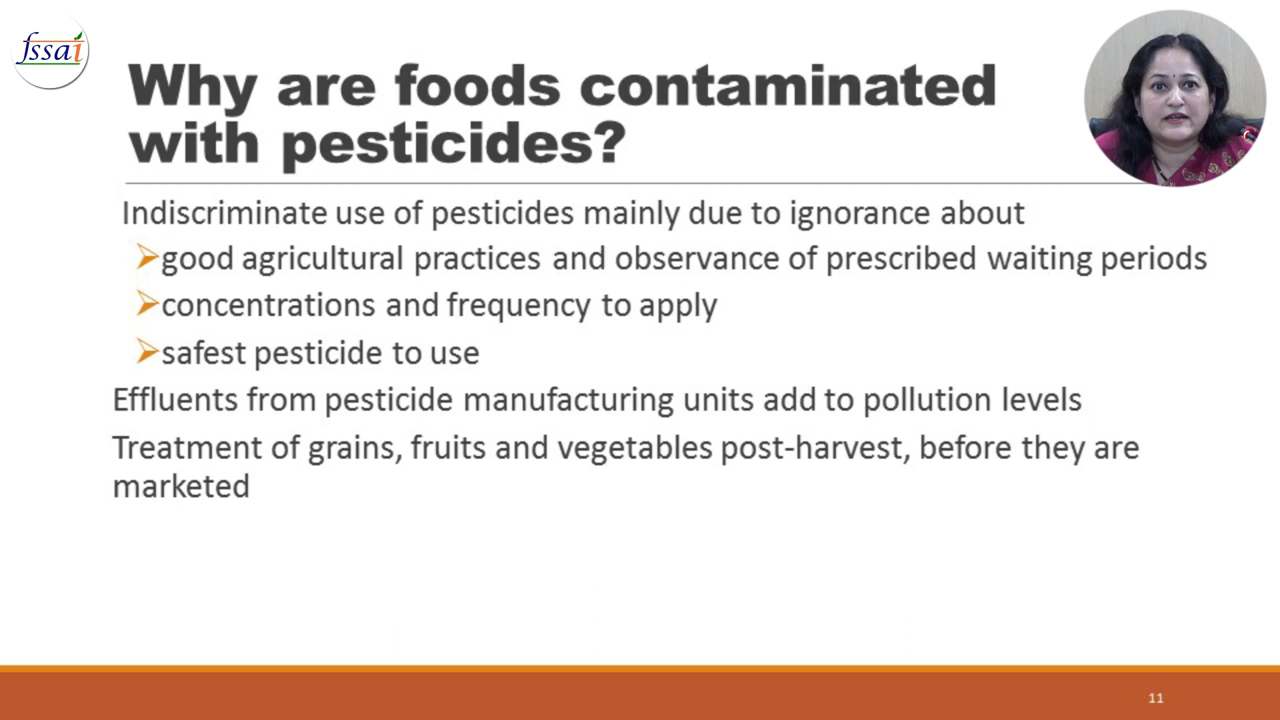 fssai
Why are foods contaminated
with pesticides?
Indiscriminate use of pesticides mainly due to ignorance about
good agricultural practices and observance of prescribed waiting periods
concentrations and frequency to apply
safest pesticide to use
Effluents from pesticide manufacturing units add to pollution levels
Treatment of grains, fruits and vegetables post-harvest, before they are
marketed
11